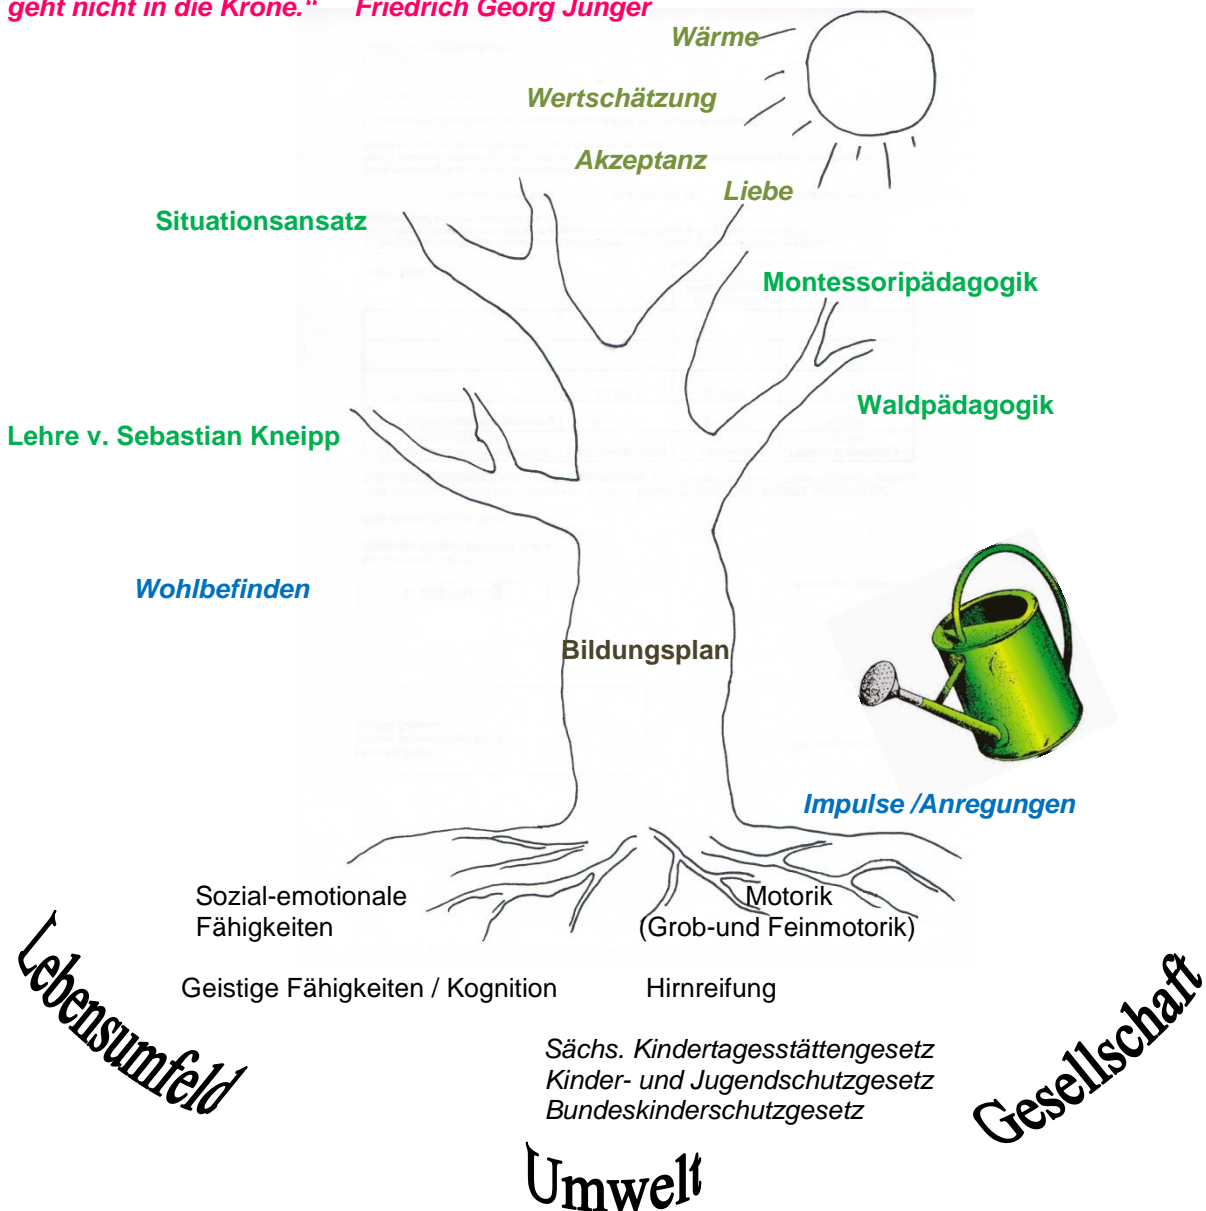 geht nicht in die Krone.“ Friedrich Georg Jünger
Wärme
Wertschätzung
Akzeptanz
Liebe
Situationsansatz
Montessoripädagogik
Waldpädagogik
Lehre v. Sebastian Kneipp
Wohlbefinden
Bildungsplan
Impulse /Anregungen
Sozial-emotionale
Fähigkeiten
Motorik
(Grob-und Feinmotorik)
Geistige Fähigkeiten / Kognition
Hirnreifung
Lebensumfeld
Gesellschaft
Sächs. Kindertagesstättengesetz
Kinder- und Jugendschutzgesetz
Bundeskinderschutzgesetz
Umwelt